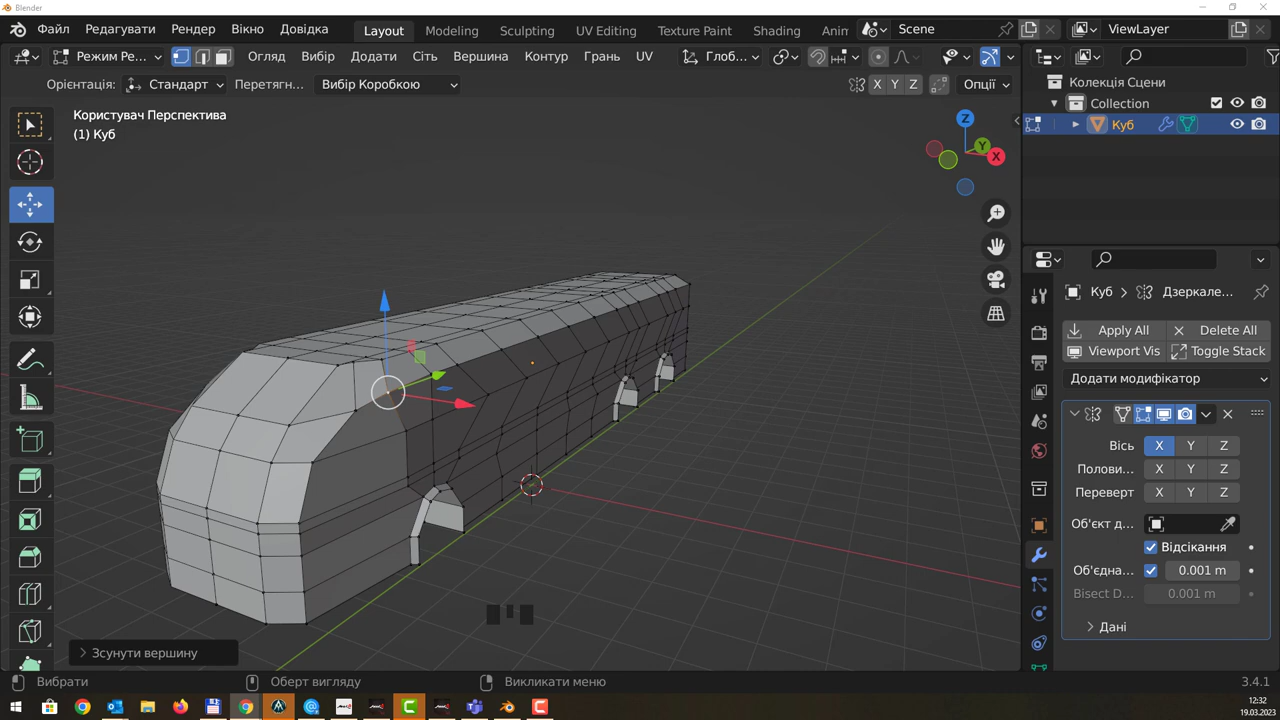 Blender
Файл Редагувати Рендер Вікно Довідка Layout Modeling Sculpting UV Editing Texture Paint Shading Anin Scene ViewLayer
Режим Ре... Огляд Вибір Додати Сіть Вершина Контур Грань UV Глоб...
Орієнтація: Стандарт Перетягн... Вибір Коробкою X Y Z Опції
Користувач Перспектива
(1) Куб
Z
Y
X
Колекція Сцени
Collection
Куб
Куб Дзеркале...
Apply All Delete All
Viewport Vis Toggle Stack
Додати модифікатор
Вісь X Y Z
Полови... X Y Z
Переверт X Y Z
Об'єкт д...
Відсікання
Об'єдна... 0.001 m
Bisect D... 0.001 m
Дані
Зсунути вершину
Вибрати Оберт вигляду Викликати меню 3.4.1
12:32
19.03.2023